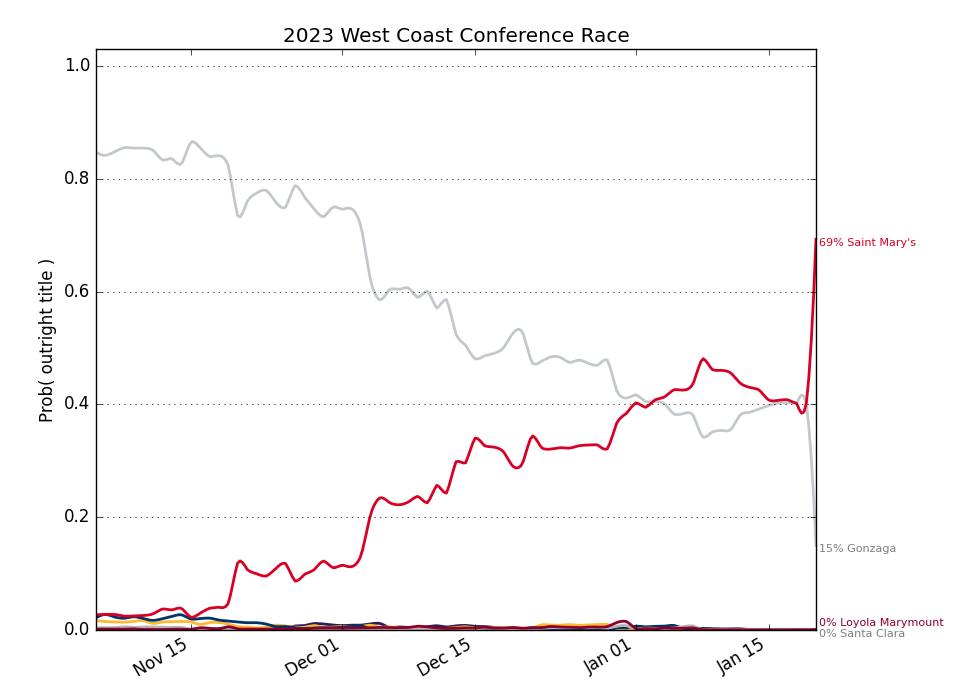 2023 West Coast Conference Race
1.0
0.8
0.6
0.4
0.2
0.0
Prob( outright title )
69% Saint Mary's
15% Gonzaga
0% Loyola Marymount
0% Santa Clara
Nov 15
Dec 01
Dec 15
Jan 01
Jan 15